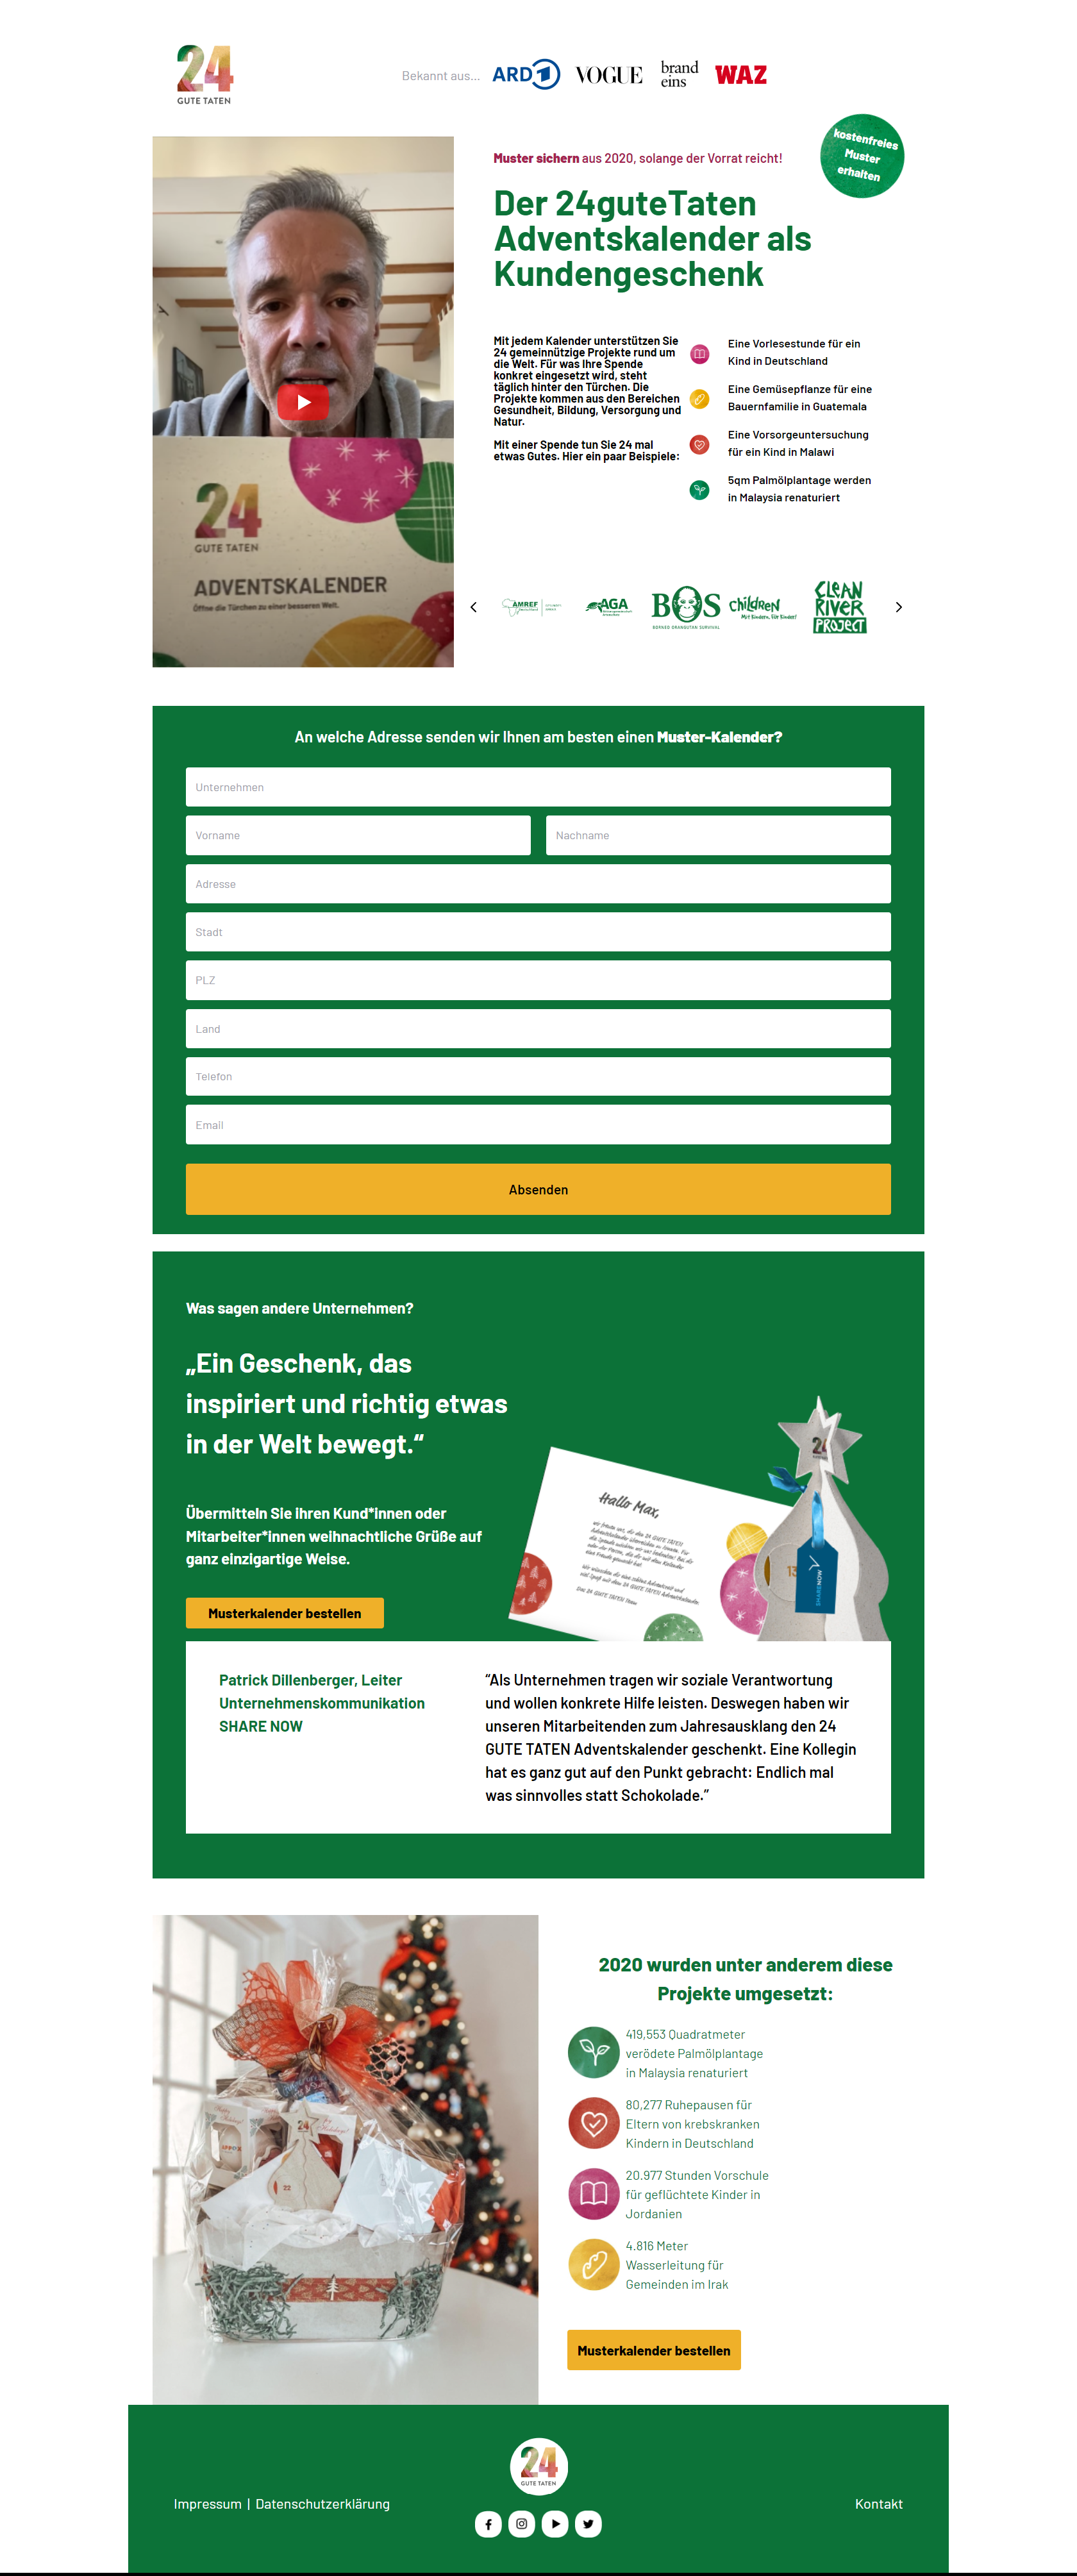 24
GUTE TATEN
Bekannt aus...
ARD 1
VOGUE
brand
eins
WAZ
kostenfreies
Muster
erhalten
Muster sichern aus 2020, solange der Vorrat reicht!
Der 24guteTaten
Adventskalender als
Kundengeschenk
24
GUTE TATEN
ADVENTSKALENDER
Öffne die Türchen zu einer besseren Welt.
Mit jedem Kalender unterstützen Sie
24 gemeinnützige Projekte rund um
die Welt. Für was Ihre Spende
konkret eingesetzt wird, steht
täglich hinter den Türchen. Die
Projekte kommen aus den Bereichen
Gesundheit, Bildung, Versorgung und
Natur.
Mit einer Spende tun Sie 24 mal
etwas Gutes. Hier ein paar Beispiele:
Eine Vorlesestunde für ein
Kind in Deutschland
Eine Gemüsepflanze für eine
Bauernfamilie in Guatemala
Eine Vorsorgeuntersuchung
für ein Kind in Malawi
5qm Palmölplantage werden
in Malaysia renaturiert
AMREF
AGA
BOS
BORNEO ORANGUTAN SURVIVAL
children
Mit Kindern. Für Kinder!
CLEAN
RIVER
PROJECT
An welche Adresse senden wir Ihnen am besten einen Muster-Kalender?
Unternehmen
Vorname
Nachname
Adresse
Stadt
PLZ
Land
Telefon
Email
Absenden
Was sagen andere Unternehmen?
„Ein Geschenk, das
inspiriert und richtig etwas
in der Welt bewegt.“
Übermitteln Sie ihren Kund*innen oder
Mitarbeiter*innen weihnachtliche Grüße auf
ganz einzigartige Weise.
Musterkalender bestellen
Hallo Max,
24
13
SHARE NOW
Patrick Dillenberger, Leiter
Unternehmenskommunikation
SHARE NOW
“Als Unternehmen tragen wir soziale Verantwortung
und wollen konkrete Hilfe leisten. Deswegen haben wir
unseren Mitarbeitenden zum Jahresausklang den 24
GUTE TATEN Adventskalender geschenkt. Eine Kollegin
hat es ganz gut auf den Punkt gebracht: Endlich mal
was sinnvolles statt Schokolade.”
24
22
2020 wurden unter anderem diese
Projekte umgesetzt:
419,553 Quadratmeter
verödete Palmölplantage
in Malaysia renaturiert
80,277 Ruhepausen für
Eltern von krebskranken
Kindern in Deutschland
20.977 Stunden Vorschule
für geflüchtete Kinder in
Jordanien
4.816 Meter
Wasserleitung für
Gemeinden im Irak
Musterkalender bestellen
24
GUTE TATEN
Impressum | Datenschutzerklärung
Kontakt